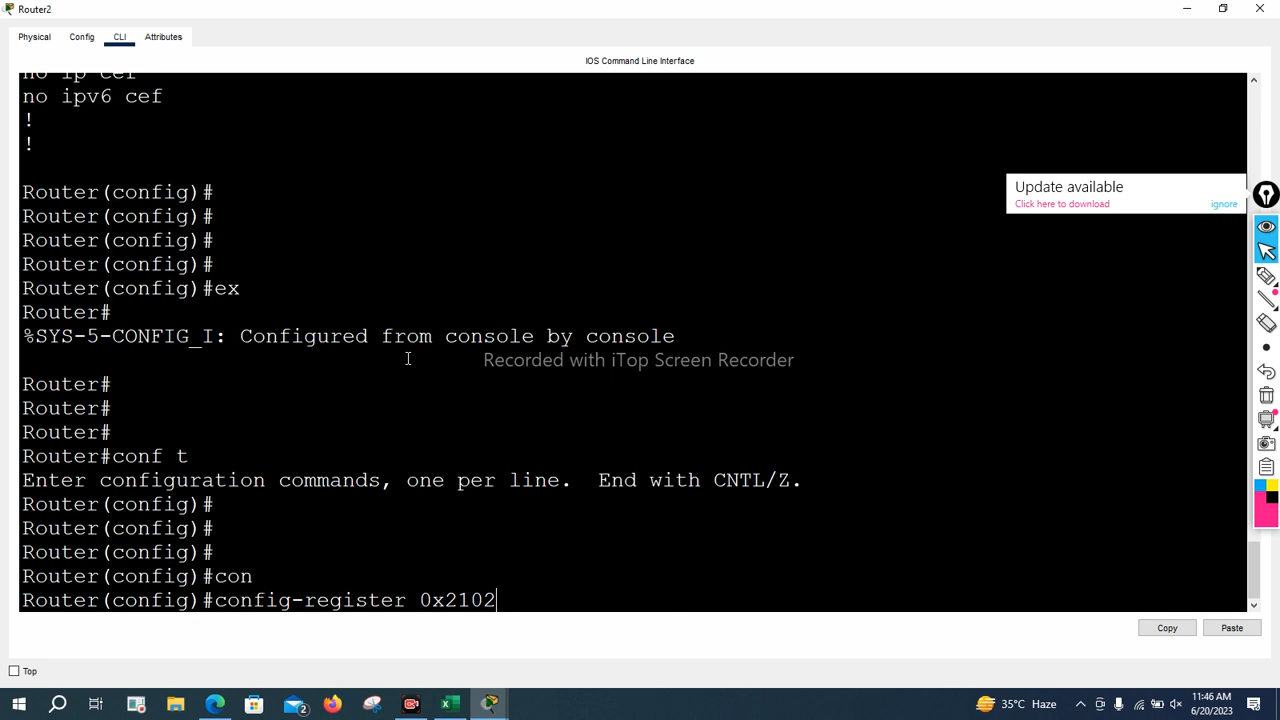 Router2
Physical Config CLI Attributes
IOS Command Line Interface
no ip cef
no ipv6 cef
!
!
Router(config)#
Router(config)#
Router(config)#
Router(config)#
Router(config)#ex
Router#
%SYS-5-CONFIG_I: Configured from console by console
Router#
Router#
Router#
Router#conf t
Enter configuration commands, one per line. End with CNTL/Z.
Router(config)#
Router(config)#
Router(config)#
Router(config)#con
Router(config)#config-register 0x2102
Update available
Click here to download ignore
Recorded with iTop Screen Recorder
Copy Paste
Top
2
35°C Haze
11:46 AM
6/20/2023